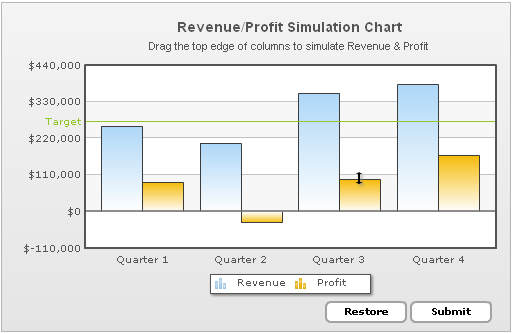 Revenue/Profit Simulation Chart
Drag the top edge of columns to simulate Revenue & Profit
$440,000
$330,000
Target
$220,000
$110,000
$0
$-110,000
Quarter 1 Quarter 2 Quarter 3 Quarter 4
Revenue Profit
Restore Submit